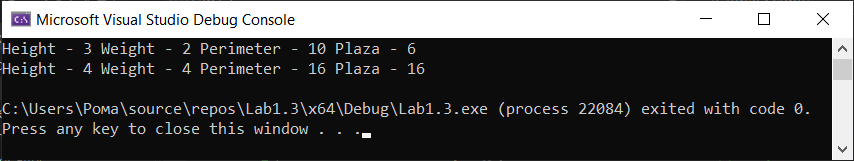 Microsoft Visual Studio Debug Console
Height - 3 Weight - 2 Perimeter - 10 Plaza - 6
Height - 4 Weight - 4 Perimeter - 16 Plaza - 16
C:\Users\Рома\source\repos\Lab1.3\x64\Debug\Lab1.3.exe (process 22084) exited with code 0.
Press any key to close this window . . .